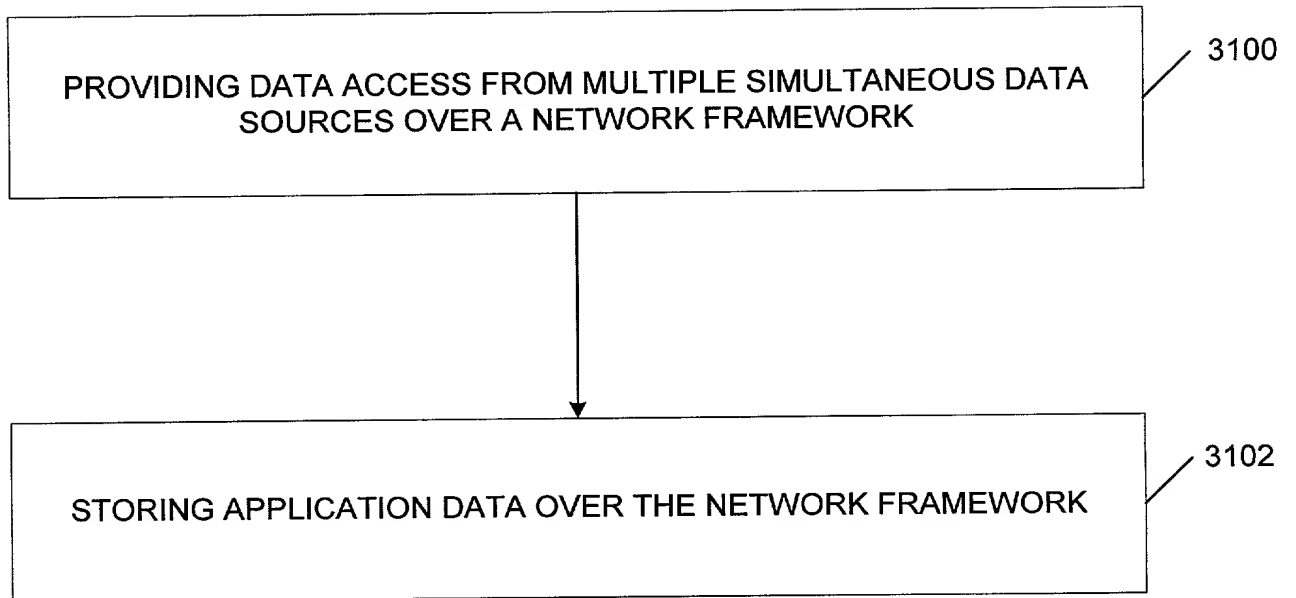 3100
PROVIDING DATA ACCESS FROM MULTIPLE SIMULTANEOUS DATA
SOURCES OVER A NETWORK FRAMEWORK
3102
STORING APPLICATION DATA OVER THE NETWORK FRAMEWORK